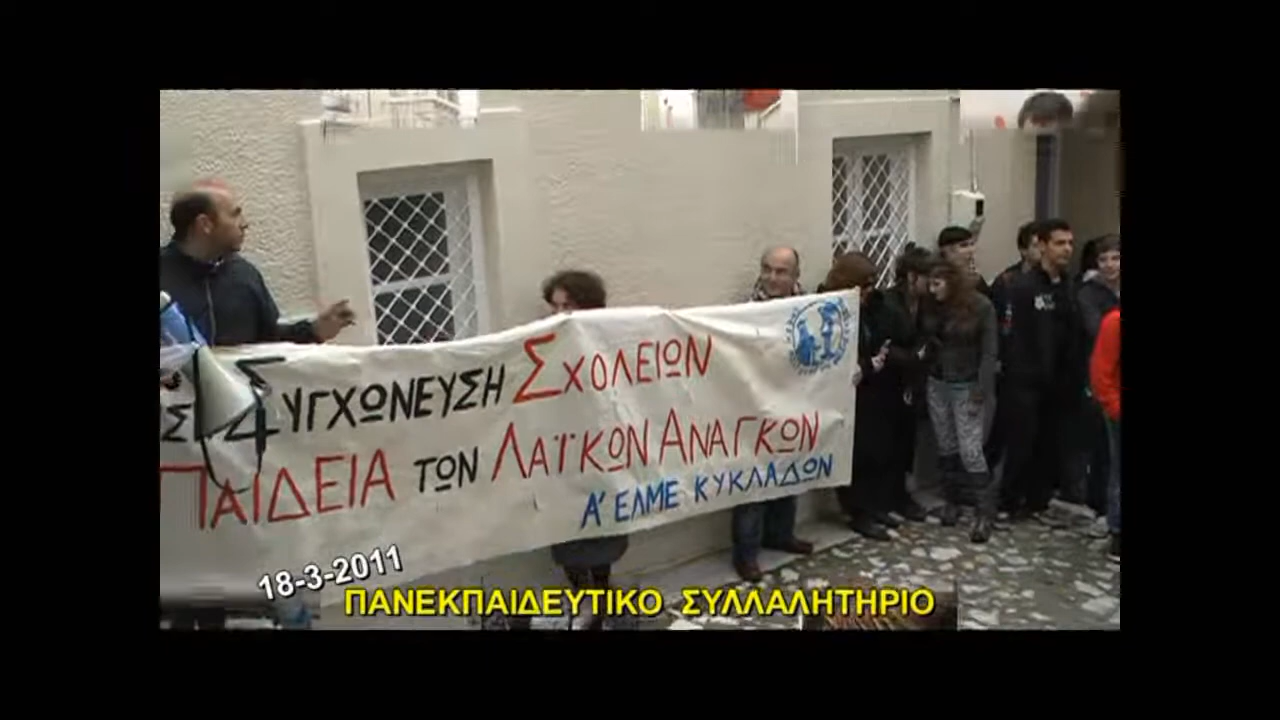 ΣΥΓΧΩΝΕΥΣΗ ΣΧΟΛΕΙΩΝ
ΠΑΙΔΕΙΑ ΤΩΝ ΛΑΪΚΩΝ ΑΝΑΓΚΩΝ
Α' ΕΛΜΕ ΚΥΚΛΑΔΩΝ
18-3-2011
ΠΑΝΕΚΠΑΙΔΕΥΤΙΚΟ ΣΥΛΛΑΛΗΤΗΡΙΟ